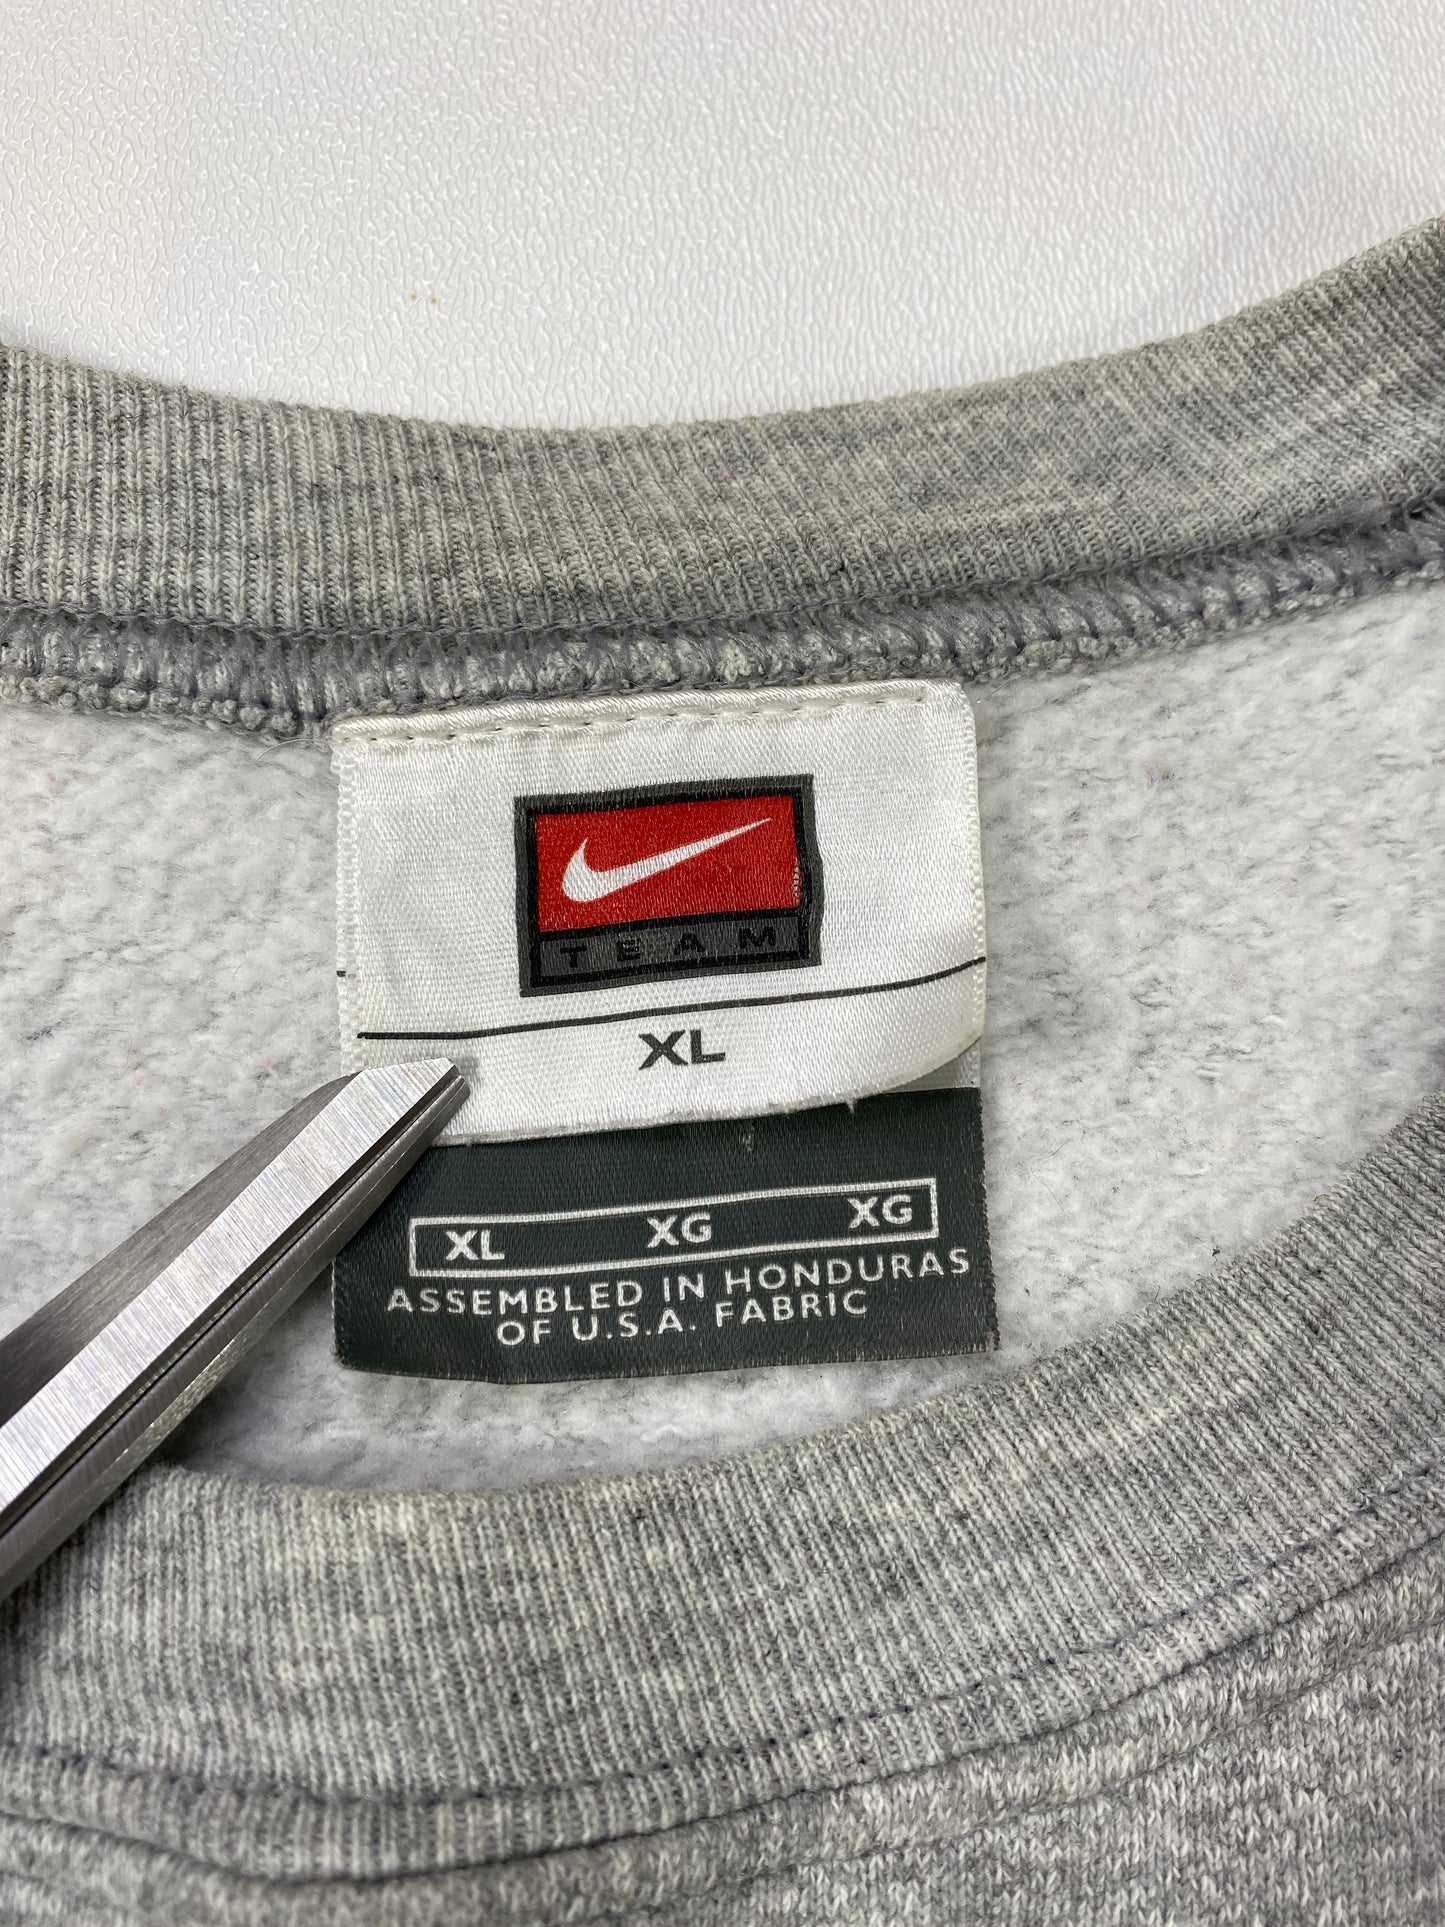 TEAM
XL
XL XG XG
ASSEMBLED IN HONDURAS
OF U.S.A. FABRIC